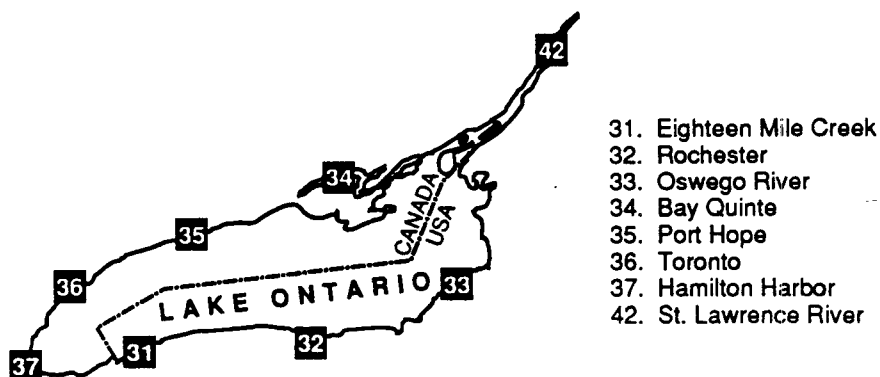 42
34
CANADA
USA
35
36
LAKE ONTARIO
33
31
32
37
31. Eighteen Mile Creek
32. Rochester
33. Oswego River
34. Bay Quinte
35. Port Hope
36. Toronto
37. Hamilton Harbor
42. St. Lawrence River